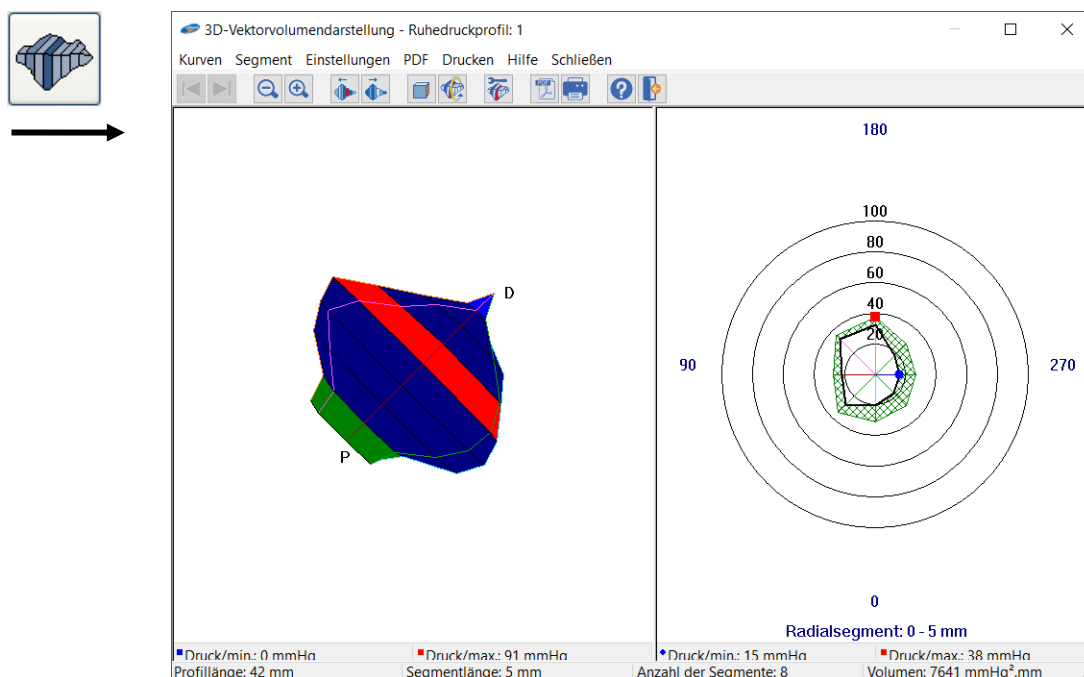 3D-Vektorvolumendarstellung - Ruhedruckprofil: 1
Kurven Segment Einstellungen PDF Drucken Hilfe Schließen
D
P
180
100
80
60
40
20
90
270
0
Radialsegment: 0 - 5 mm
Druck/min.: 0 mmHg Druck/max.: 91 mmHg Druck/min.: 15 mmHg Druck/max.: 38 mmHg
Profillänge: 42 mm Segmentlänge: 5 mm Anzahl der Segmente: 8 Volumen: 7641 mmHg².mm